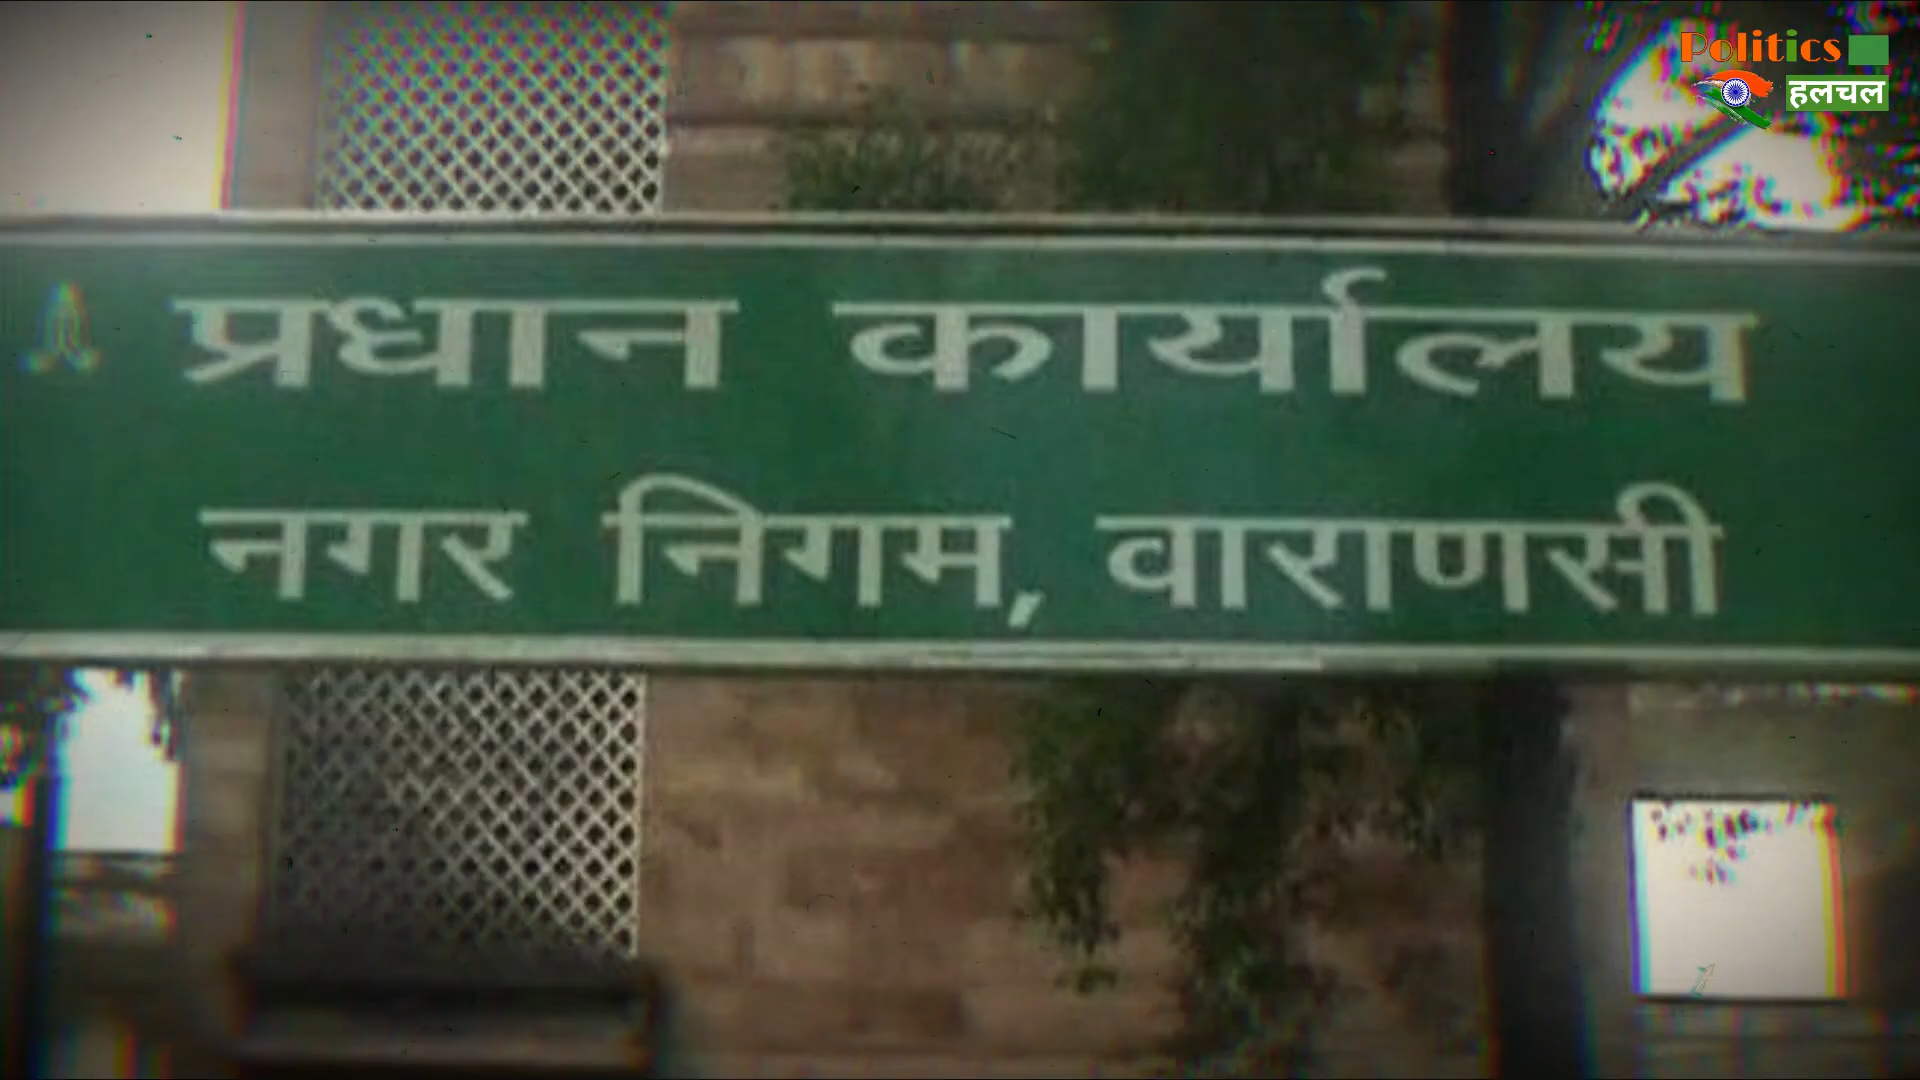 Politics
हलचल
प्रधान कार्यालय
नगर निगम, वाराणसी